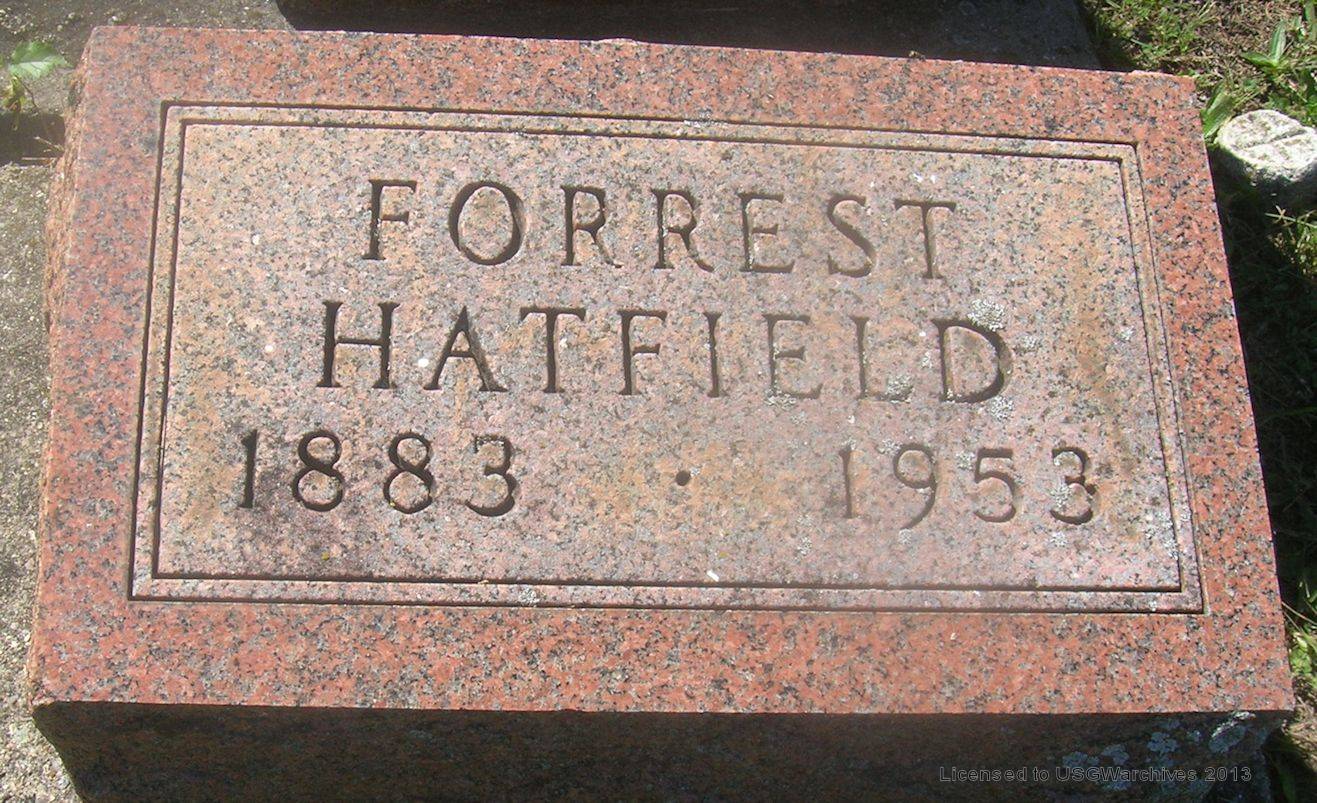 FORREST
HATFIELD
1883 · 1953
Licensed to USGWarchives 2013